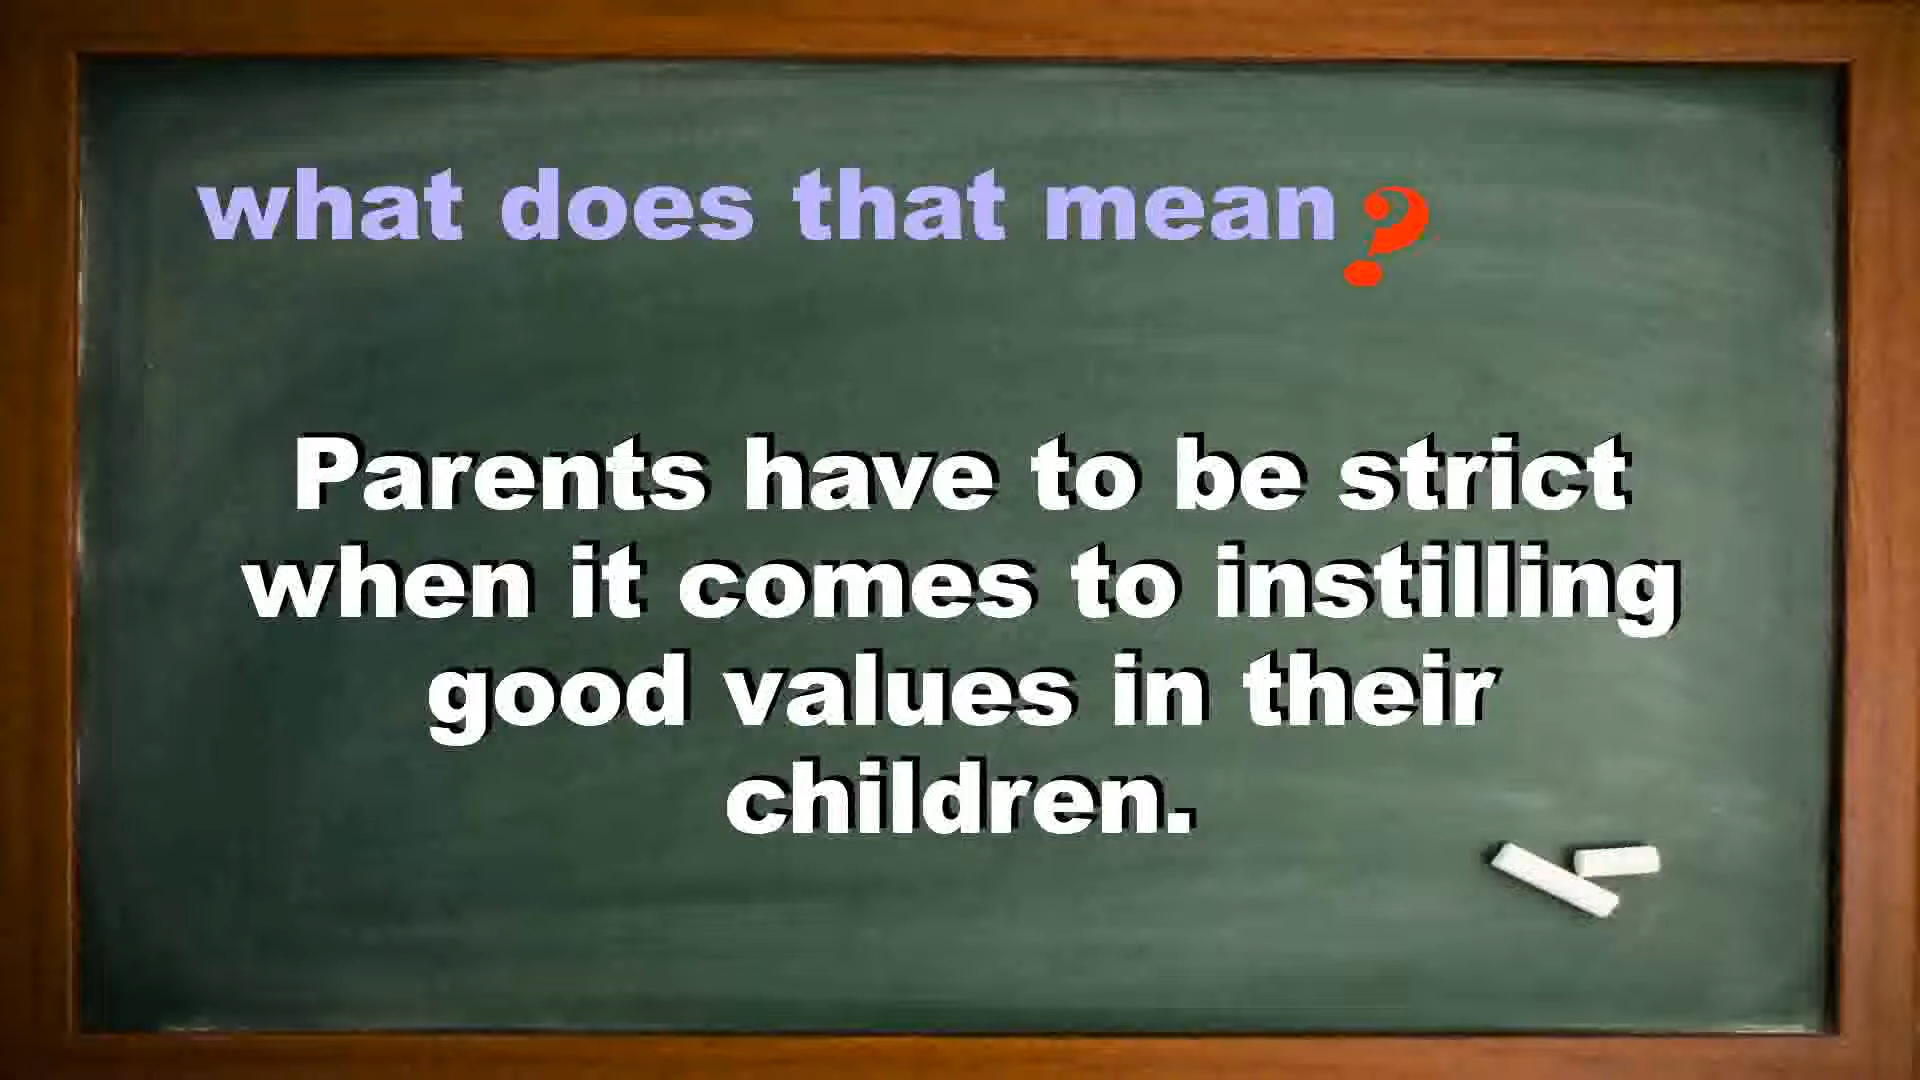 what does that mean?
Parents have to be strict
when it comes to instilling
good values in their
children.